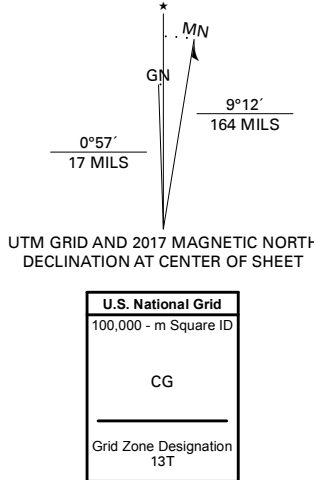 ★
MN
GN
9°12´
164 MILS
0°57´
17 MILS
UTM GRID AND 2017 MAGNETIC NORTH
DECLINATION AT CENTER OF SHEET
U.S. National Grid
100,000 - m Square ID
CG
Grid Zone Designation
13T